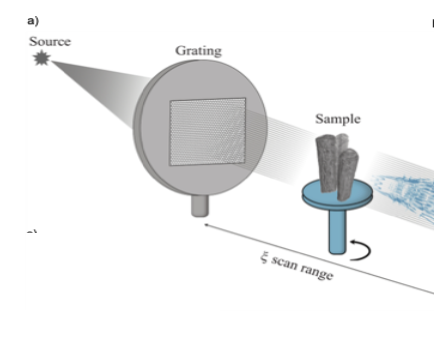 a)
Source
Grating
Sample
ξ scan range